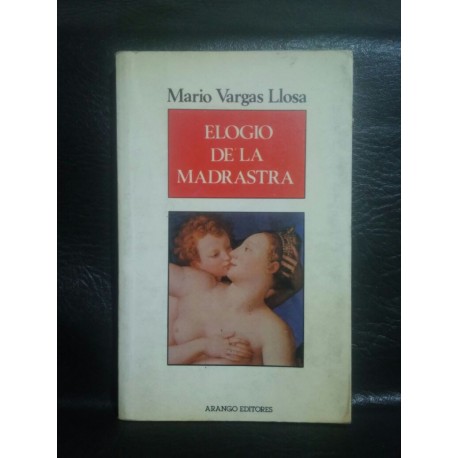 Mario Vargas Llosa
ELOGIO
DE LA
MADRASTRA
ARANGO EDITORES